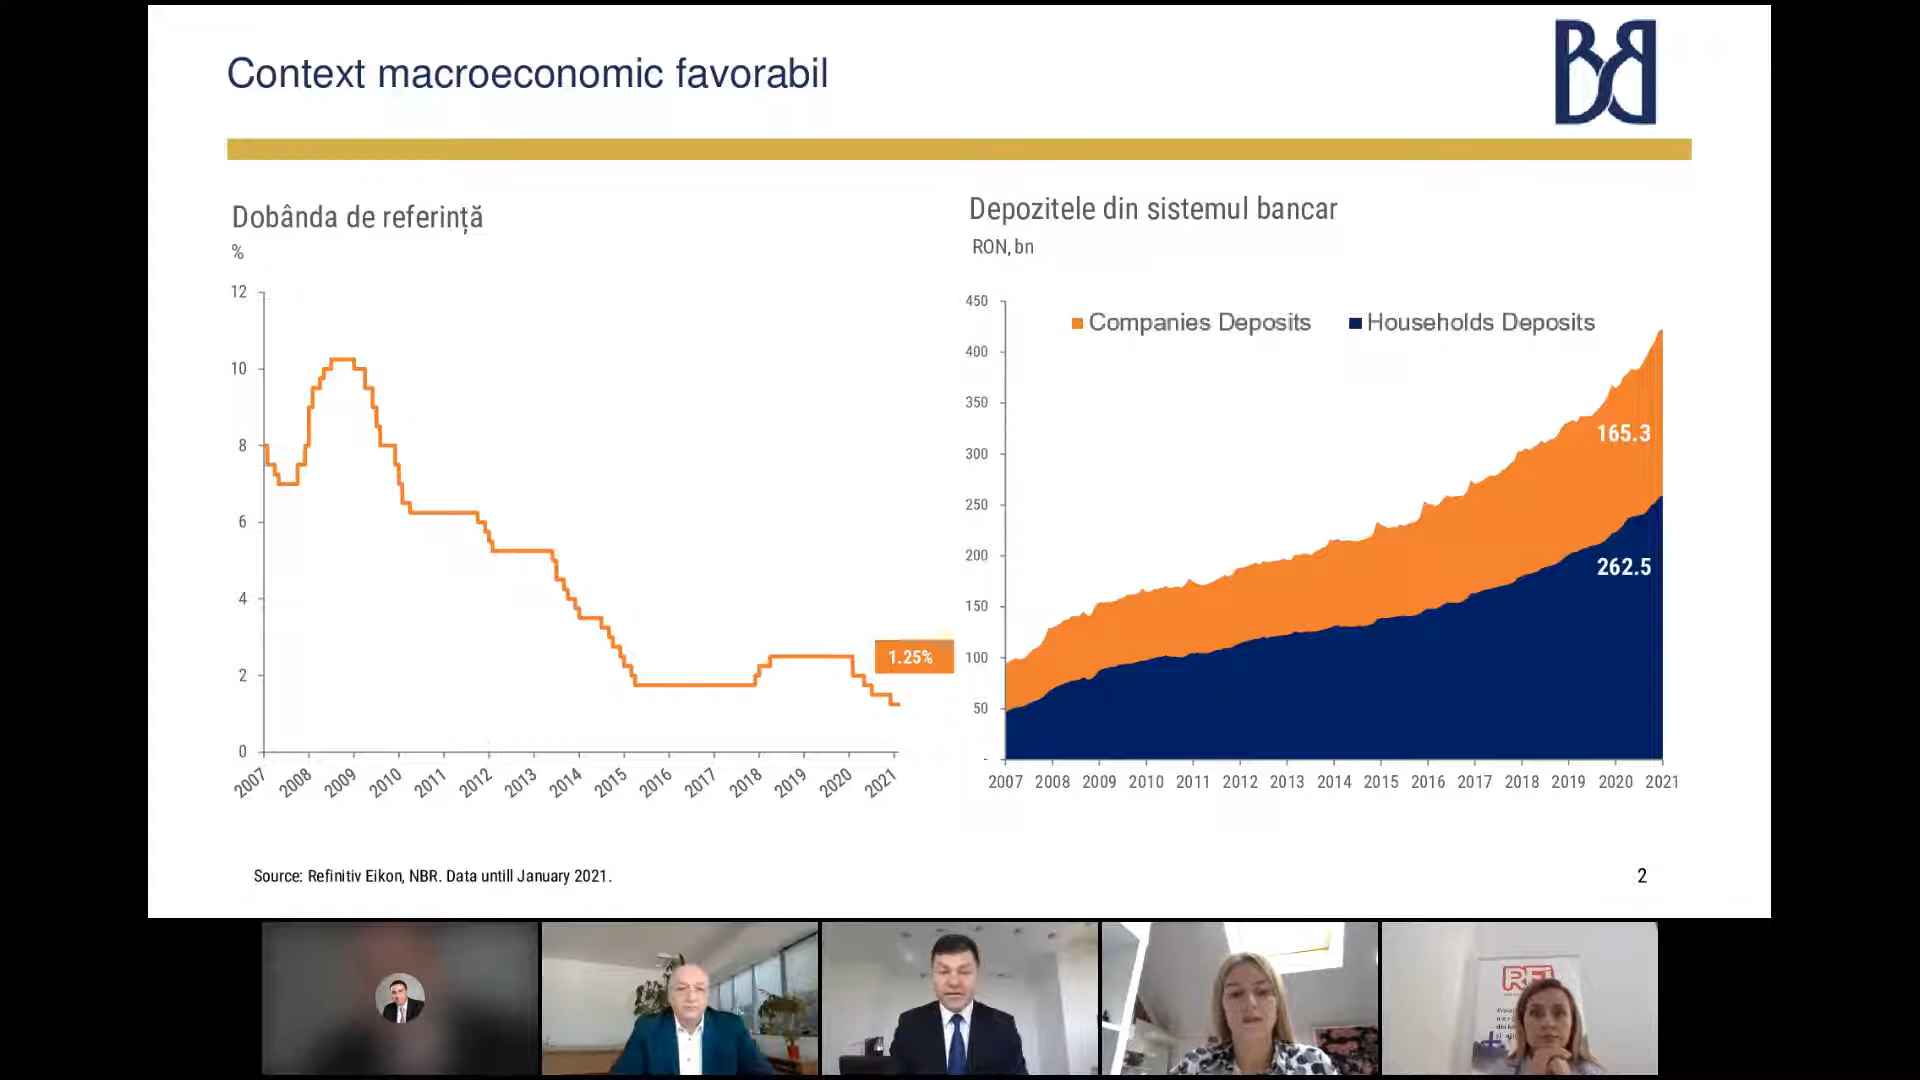 Context macroeconomic favorabil
Dobânda de referință
%
12
10
8
6
4
2
0
1.25%
2007 2008 2009 2010 2011 2012 2013 2014 2015 2016 2017 2018 2019 2020 2021
Depozitele din sistemul bancar
RON, bn
Companies Deposits Households Deposits
450
400
350
300
250
200
150
100
50
-
165.3
262.5
2007 2008 2009 2010 2011 2012 2013 2014 2015 2016 2017 2018 2019 2020 2021
Source: Refinitiv Eikon, NBR. Data untill January 2021.
2
RFi